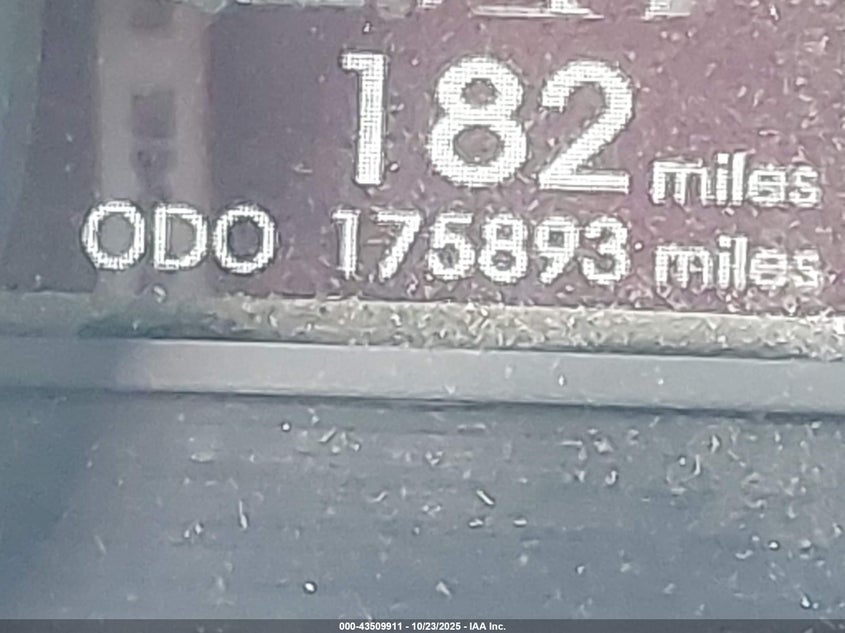 182 miles
ODO 175893 miles
000-43509911 - 10/23/2025 - IAA Inc.